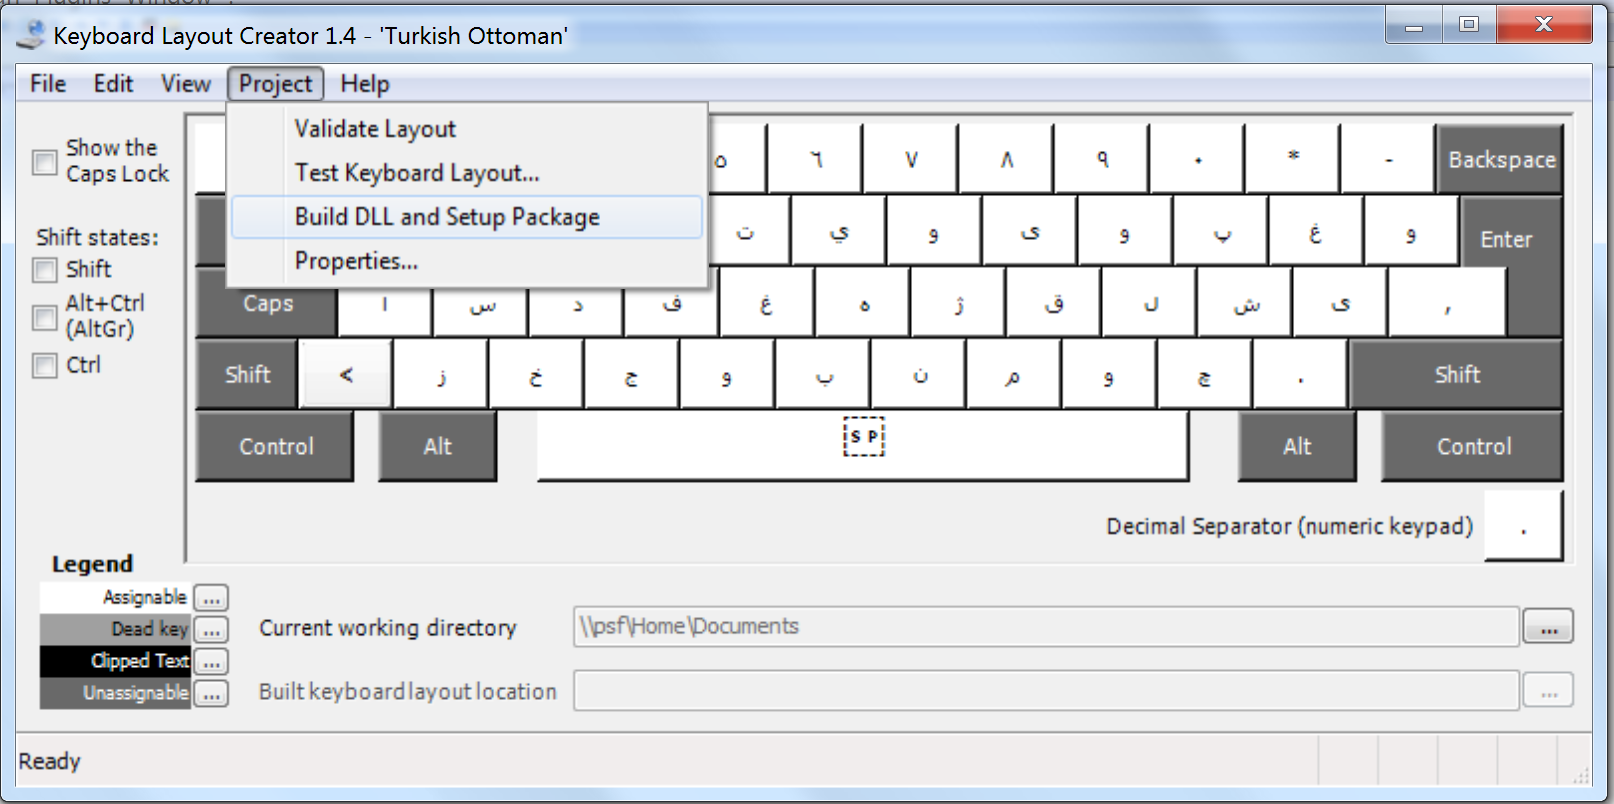 Keyboard Layout Creator 1.4 - 'Turkish Ottoman'
File Edit View Project Help
Validate Layout
Test Keyboard Layout...
Build DLL and Setup Package
Properties...
Show the
Caps Lock
Shift states:
Shift
Alt+Ctrl
(AltGr)
Ctrl
٥ ٦ ٧ ٨ ٩ ٠ * - Backspace
ت ي و ی و پ غ و Enter
Caps ا س د ف غ ه ژ ق ل ش ی ,
Shift < ز خ ج و ب ن م و چ . Shift
Control Alt SP Alt Control
Decimal Separator (numeric keypad) .
Legend
Assignable ...
Dead key ...
Clipped Text ...
Unassignable ...
Current working directory \\psf\Home\Documents ...
Built keyboard layout location ...
Ready